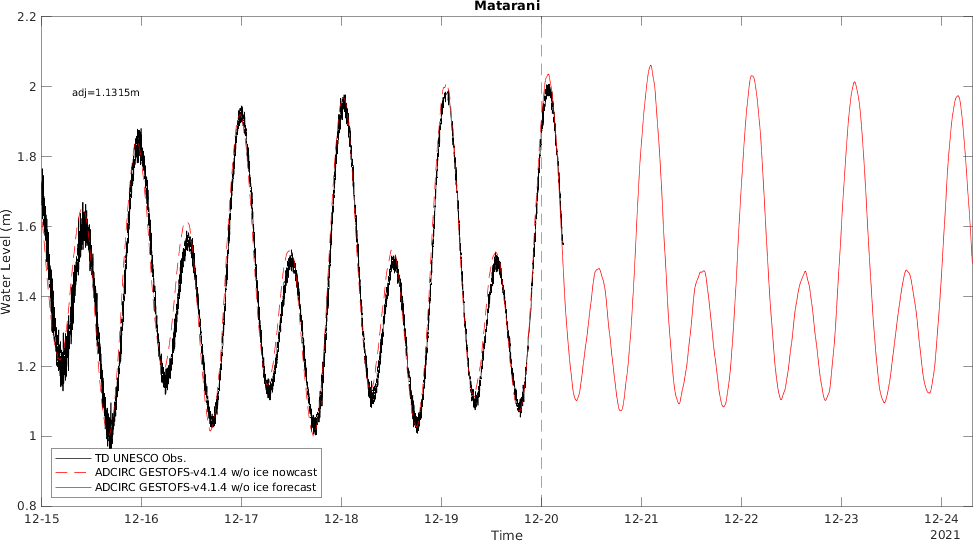 Matarani
2.2
2
1.8
1.6
1.4
1.2
1
0.8
Water Level (m)
adj=1.1315m
TD UNESCO Obs.
ADCIRC GESTOFS-v4.1.4 w/o ice nowcast
ADCIRC GESTOFS-v4.1.4 w/o ice forecast
12-15 12-16 12-17 12-18 12-19 12-20 12-21 12-22 12-23 12-24
Time
2021